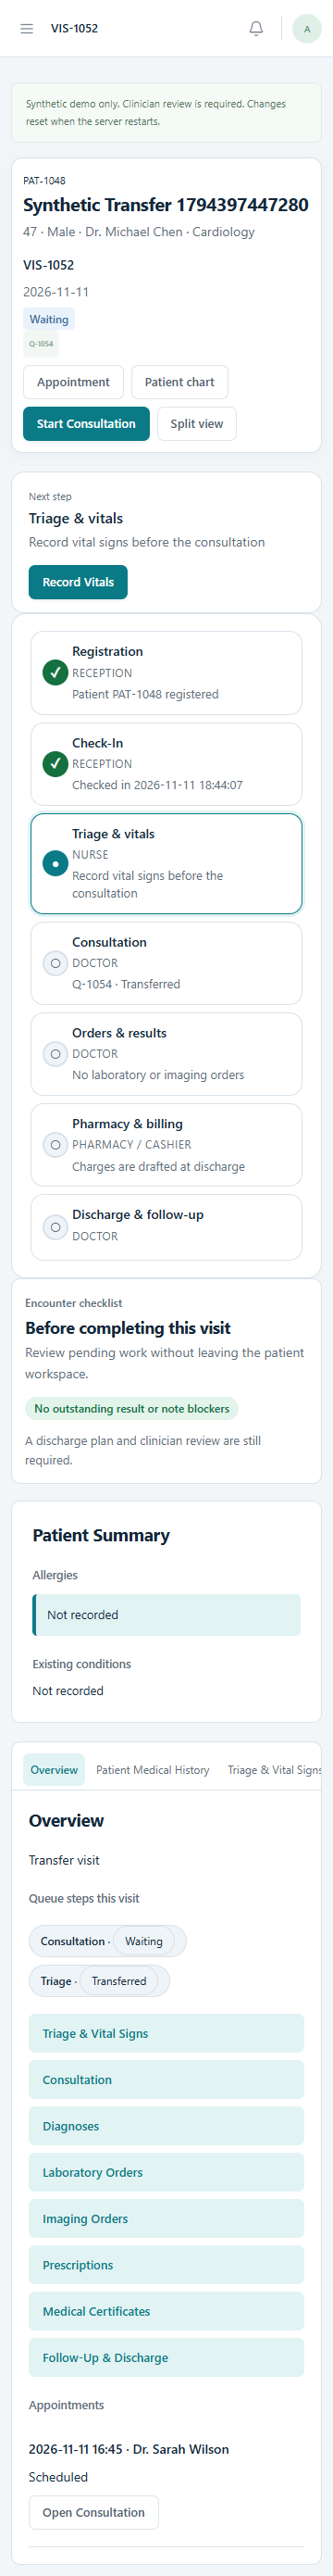 VIS-1052
A
Synthetic demo only. Clinician review is required. Changes
reset when the server restarts.
PAT-1048
Synthetic Transfer 1794397447280
47 · Male · Dr. Michael Chen · Cardiology
VIS-1052
2026-11-11
Waiting
Q-1054
Appointment
Patient chart
Start Consultation
Split view
Next step
Triage & vitals
Record vital signs before the consultation
Record Vitals
Registration
RECEPTION
Patient PAT-1048 registered
Check-In
RECEPTION
Checked in 2026-11-11 18:44:07
Triage & vitals
NURSE
Record vital signs before the
consultation
Consultation
DOCTOR
Q-1054 · Transferred
Orders & results
DOCTOR
No laboratory or imaging orders
Pharmacy & billing
PHARMACY / CASHIER
Charges are drafted at discharge
Discharge & follow-up
DOCTOR
Encounter checklist
Before completing this visit
Review pending work without leaving the patient
workspace.
No outstanding result or note blockers
A discharge plan and clinician review are still
required.
Patient Summary
Allergies
Not recorded
Existing conditions
Not recorded
Overview
Patient Medical History
Triage & Vital Signs
Overview
Transfer visit
Queue steps this visit
Consultation · Waiting
Triage · Transferred
Triage & Vital Signs
Consultation
Diagnoses
Laboratory Orders
Imaging Orders
Prescriptions
Medical Certificates
Follow-Up & Discharge
Appointments
2026-11-11 16:45 · Dr. Sarah Wilson
Scheduled
Open Consultation